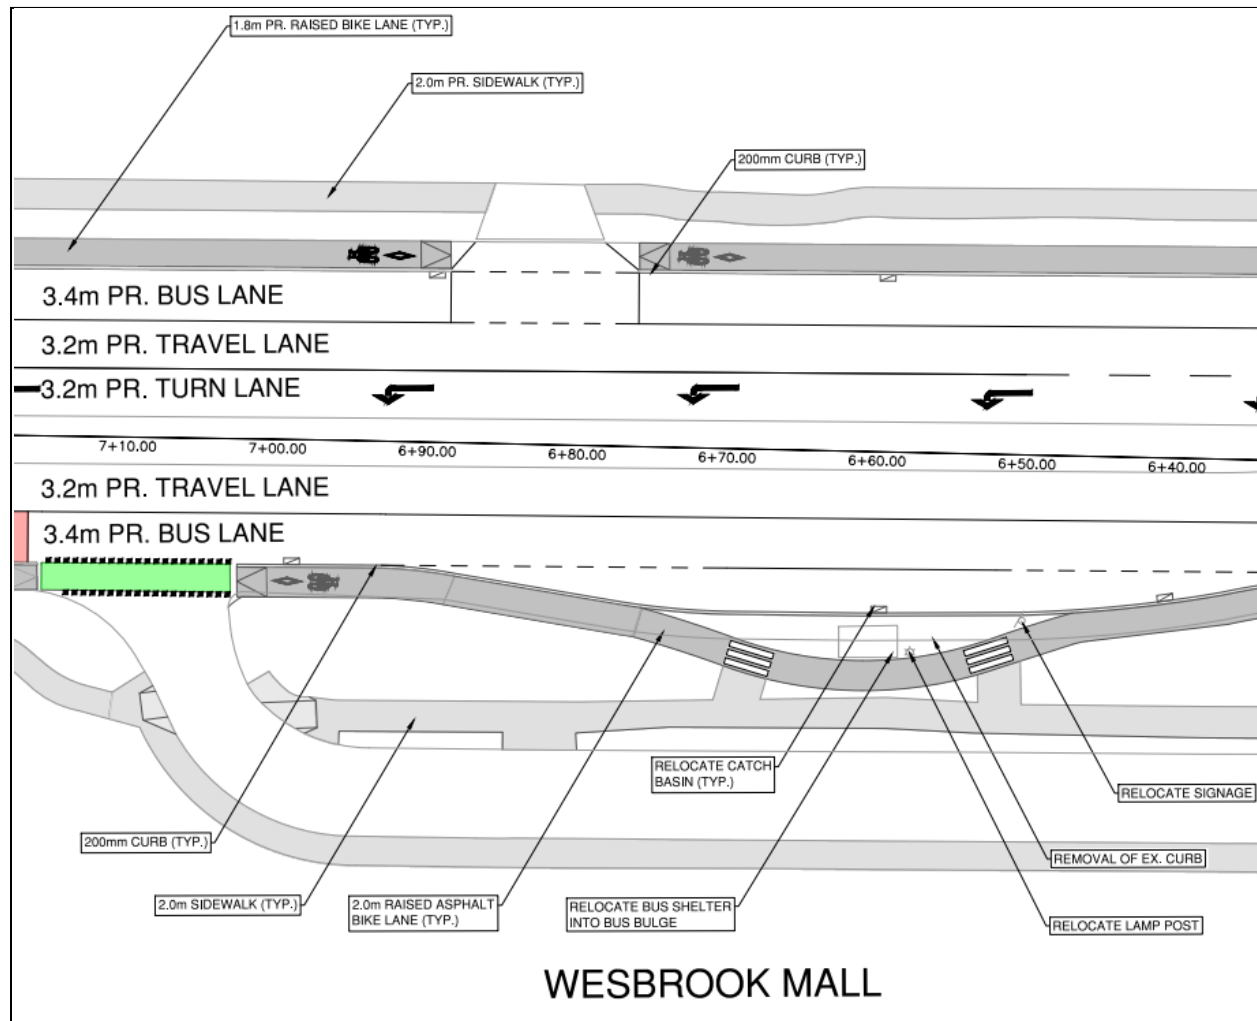 1.8m PR. RAISED BIKE LANE (TYP.)
2.0m PR. SIDEWALK (TYP.)
200mm CURB (TYP.)
3.4m PR. BUS LANE
3.2m PR. TRAVEL LANE
3.2m PR. TURN LANE
7+10.00 7+00.00 6+90.00 6+80.00 6+70.00 6+60.00 6+50.00 6+40.00
3.2m PR. TRAVEL LANE
3.4m PR. BUS LANE
RELOCATE CATCH
BASIN (TYP.)
RELOCATE SIGNAGE
200mm CURB (TYP.)
REMOVAL OF EX. CURB
2.0m SIDEWALK (TYP.)
2.0m RAISED ASPHALT
BIKE LANE (TYP.)
RELOCATE BUS SHELTER
INTO BUS BULGE
RELOCATE LAMP POST
WESBROOK MALL